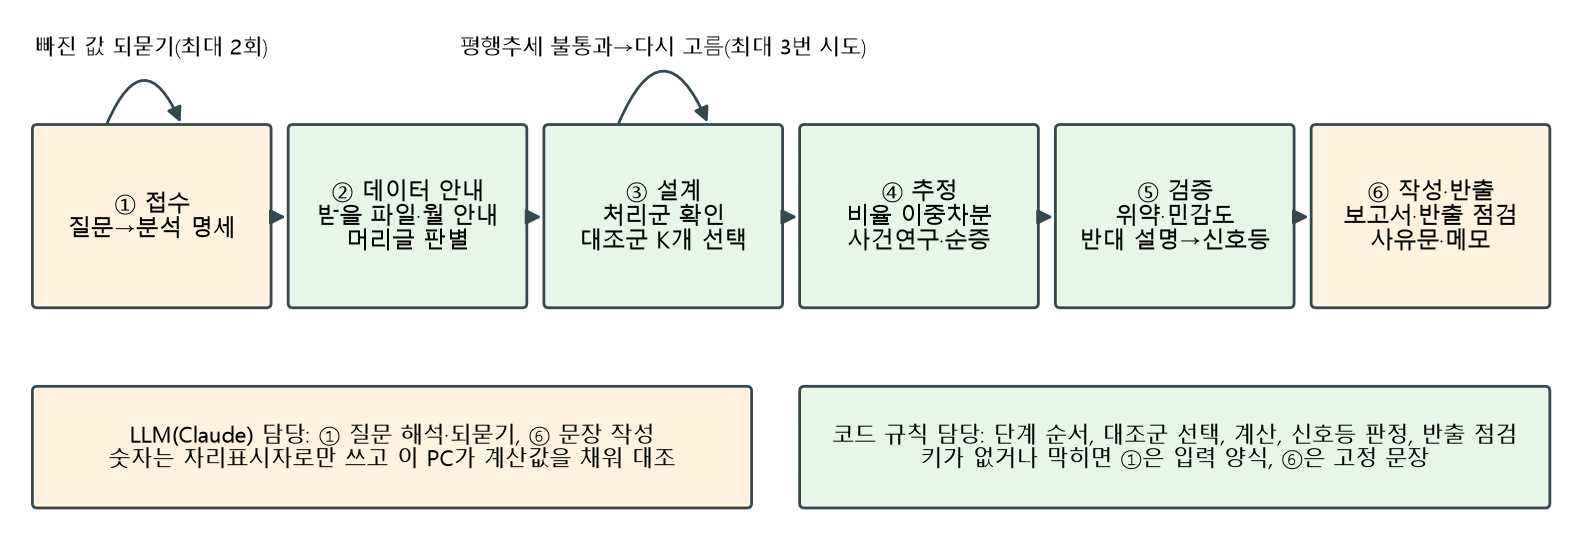 빠진 값 되묻기(최대 2회)
평행추세 불통과→다시 고름(최대 3번 시도)
① 접수
질문→분석 명세
② 데이터 안내
받을 파일·월 안내
머리글 판별
③ 설계
처리군 확인
대조군 K개 선택
④ 추정
비율 이중차분
사건연구·순증
⑤ 검증
위약·민감도
반대 설명→신호등
⑥ 작성·반출
보고서·반출 점검
사유문·메모
LLM(Claude) 담당: ① 질문 해석·되묻기, ⑥ 문장 작성
숫자는 자리표시자로만 쓰고 이 PC가 계산값을 채워 대조
코드 규칙 담당: 단계 순서, 대조군 선택, 계산, 신호등 판정, 반출 점검
키가 없거나 막히면 ①은 입력 양식, ⑥은 고정 문장